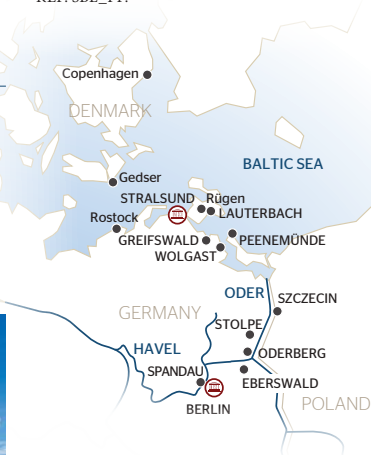 Copenhagen
DENMARK
BALTIC SEA
Gedser
STRALSUND
Rügen
LAUTERBACH
Rostock
GREIFSWALD
PEENEMÜNDE
WOLGAST
ODER
SZCZECIN
GERMANY
STOLPE
HAVEL
ODERBERG
SPANDAU
EBERSWALD
BERLIN
POLAND